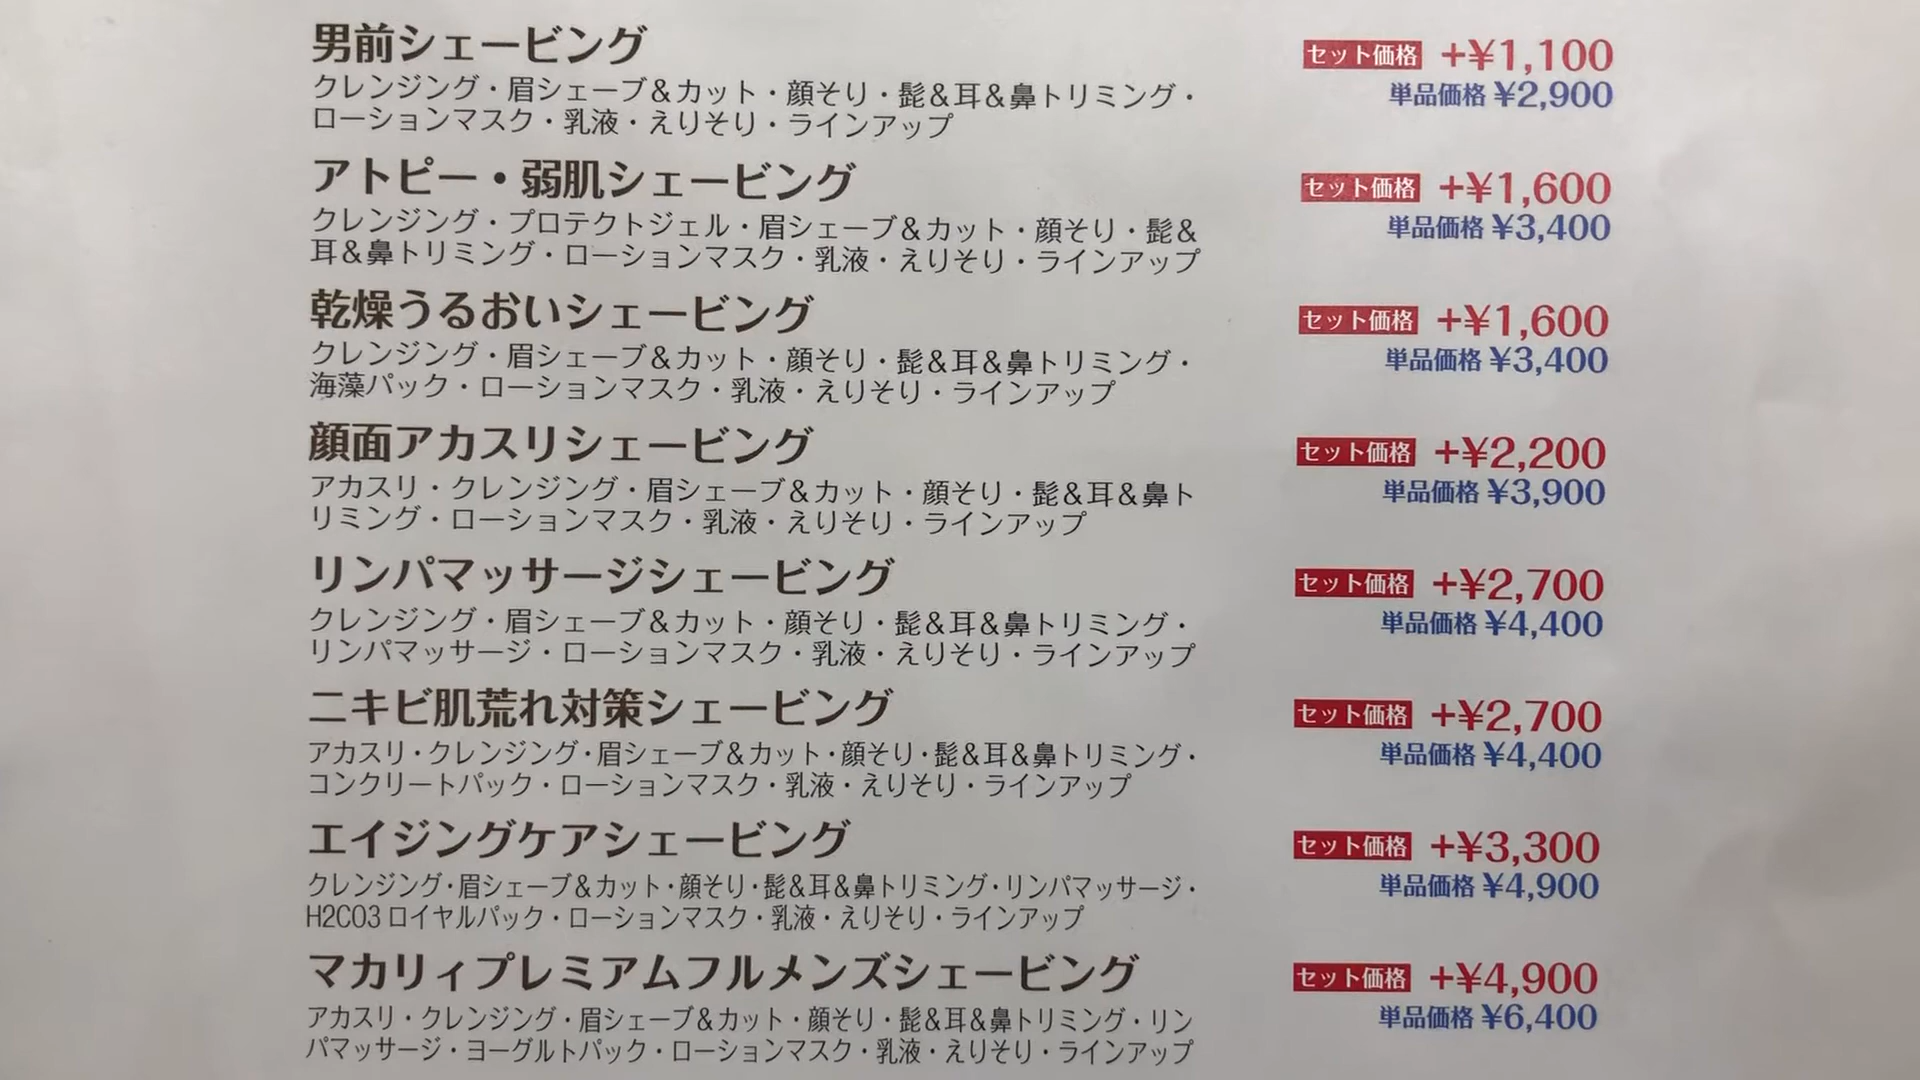 男前シェービング
セット価格 +¥1,100
クレンジング・眉シェーブ&カット・顔そり・髭&耳&鼻トリミング・
単品価格 ¥2,900
ローションマスク・乳液・えりそり・ラインアップ
アトピー・弱肌シェービング
セット価格 +¥1,600
クレンジング・プロテクトジェル・眉シェーブ&カット・顔そり・髭&
単品価格 ¥3,400
耳&鼻トリミング・ローションマスク・乳液・えりそり・ラインアップ
乾燥うるおいシェービング
セット価格 +¥1,600
クレンジング・眉シェーブ&カット・顔そり・髭&耳&鼻トリミング・
単品価格 ¥3,400
海藻パック・ローションマスク・乳液・えりそり・ラインアップ
顔面アカスリシェービング
セット価格 +¥2,200
アカスリ・クレンジング・眉シェーブ&カット・顔そり・髭&耳&鼻ト
単品価格 ¥3,900
リミング・ローションマスク・乳液・えりそり・ラインアップ
リンパマッサージシェービング
セット価格 +¥2,700
クレンジング・眉シェーブ&カット・顔そり・髭&耳&鼻トリミング・
単品価格 ¥4,400
リンパマッサージ・ローションマスク・乳液・えりそり・ラインアップ
ニキビ肌荒れ対策シェービング
セット価格 +¥2,700
アカスリ・クレンジング・眉シェーブ&カット・顔そり・髭&耳&鼻トリミング・
単品価格 ¥4,400
コンクリートパック・ローションマスク・乳液・えりそり・ラインアップ
エイジングケアシェービング
セット価格 +¥3,300
クレンジング・眉シェーブ&カット・顔そり・髭&耳&鼻トリミング・リンパマッサージ・
単品価格 ¥4,900
H2CO3ロイヤルパック・ローションマスク・乳液・えりそり・ラインアップ
マカリィプレミアムフルメンズシェービング
セット価格 +¥4,900
アカスリ・クレンジング・眉シェーブ&カット・顔そり・髭&耳&鼻トリミング・リン
単品価格 ¥6,400
パマッサージ・ヨーグルトパック・ローションマスク・乳液・えりそり・ラインアップ